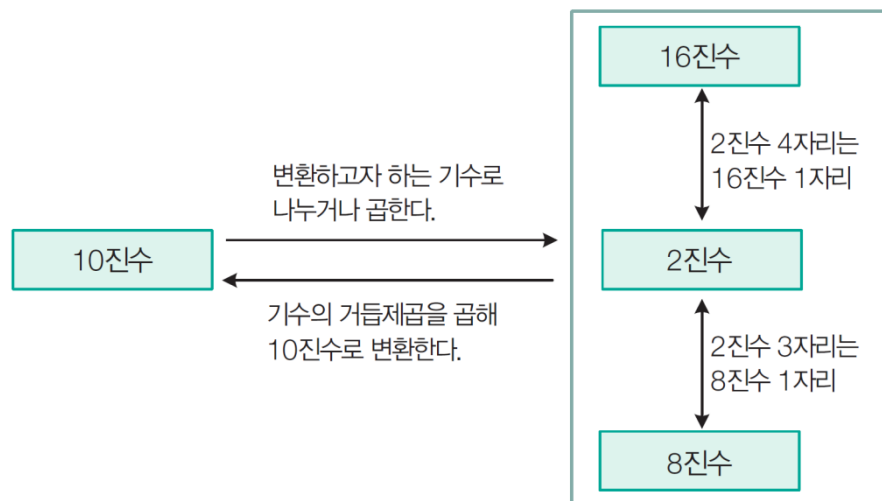 16진수
2진수 4자리는
16진수 1자리
변환하고자 하는 기수로
나누거나 곱한다.
10진수
2진수
기수의 거듭제곱을 곱해
10진수로 변환한다.
2진수 3자리는
8진수 1자리
8진수